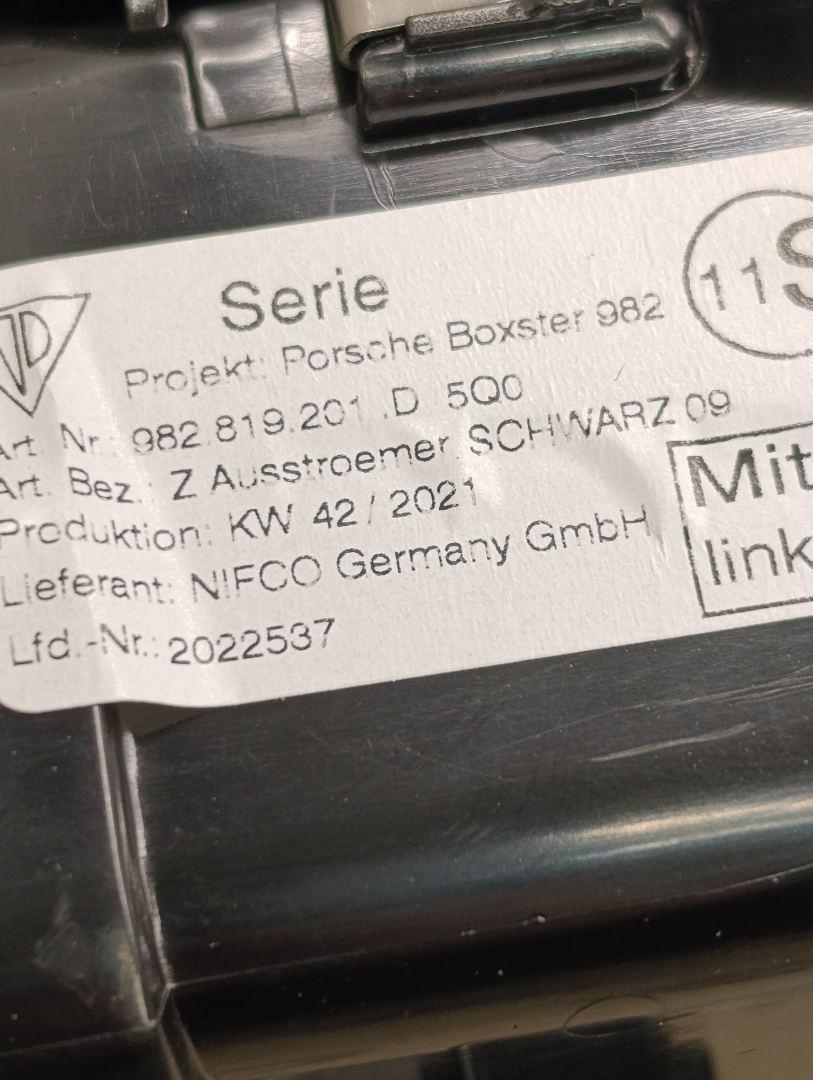 Serie
11S
Projekt: Porsche Boxster 982
Art. Nr.: 982.819.201 .D 5Q0
Art. Bez.: Z Ausstroemer SCHWARZ 09
Produktion: KW 42 / 2021
Lieferant: NIFCO Germany GmbH
Lfd.-Nr.: 2022537
Mit
link